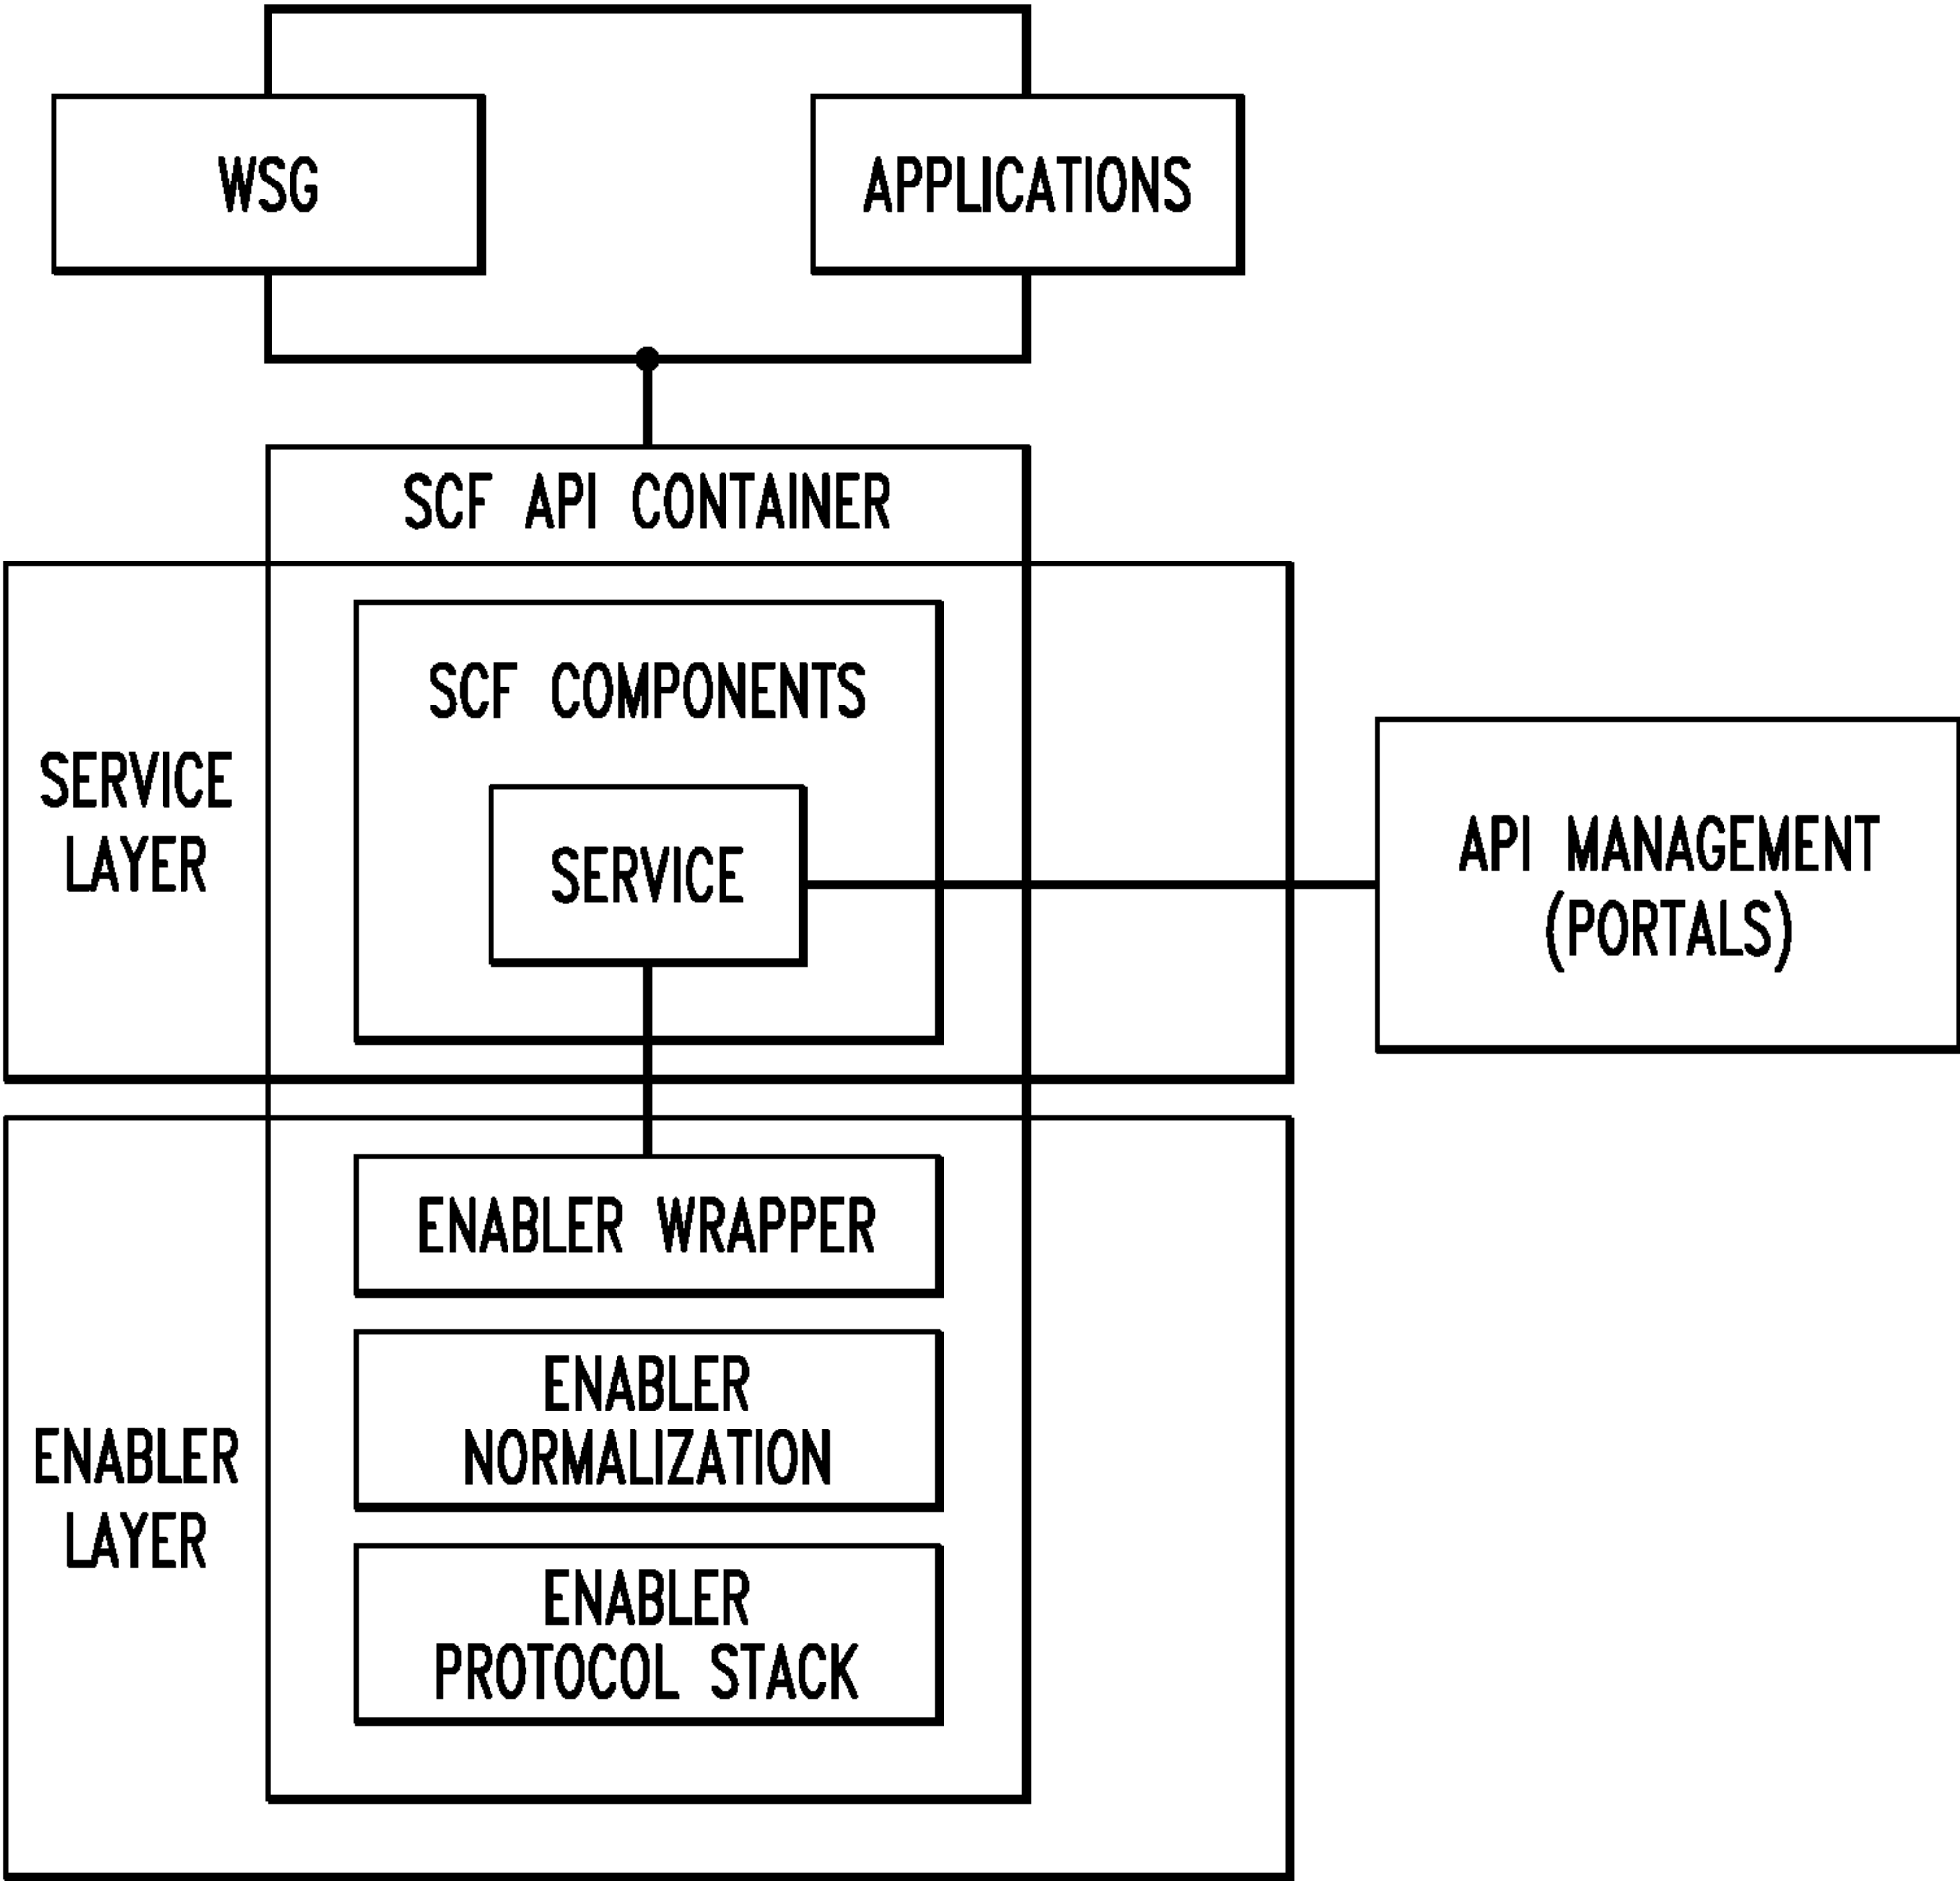 WSG
APPLICATIONS
SCF API CONTAINER
SCF COMPONENTS
SERVICE
LAYER
SERVICE
API MANAGEMENT
(PORTALS)
ENABLER WRAPPER
ENABLER
NORMALIZATION
ENABLER
LAYER
ENABLER
PROTOCOL STACK